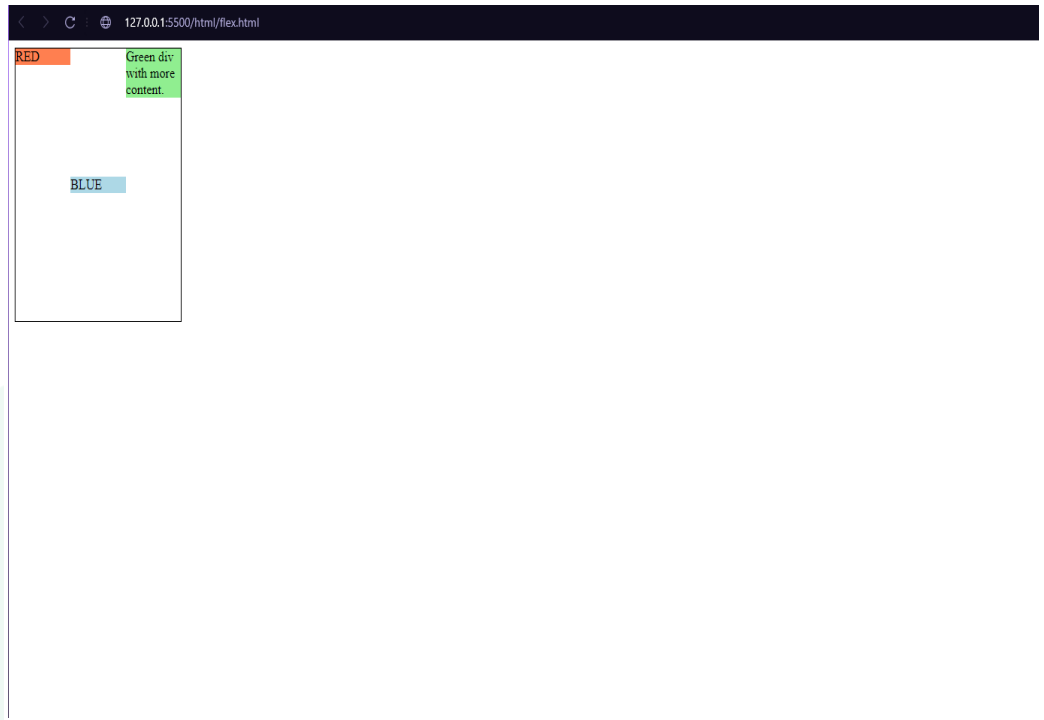 127.0.0.1:5500/html/flex.html
RED
Green div
with more
content.
BLUE